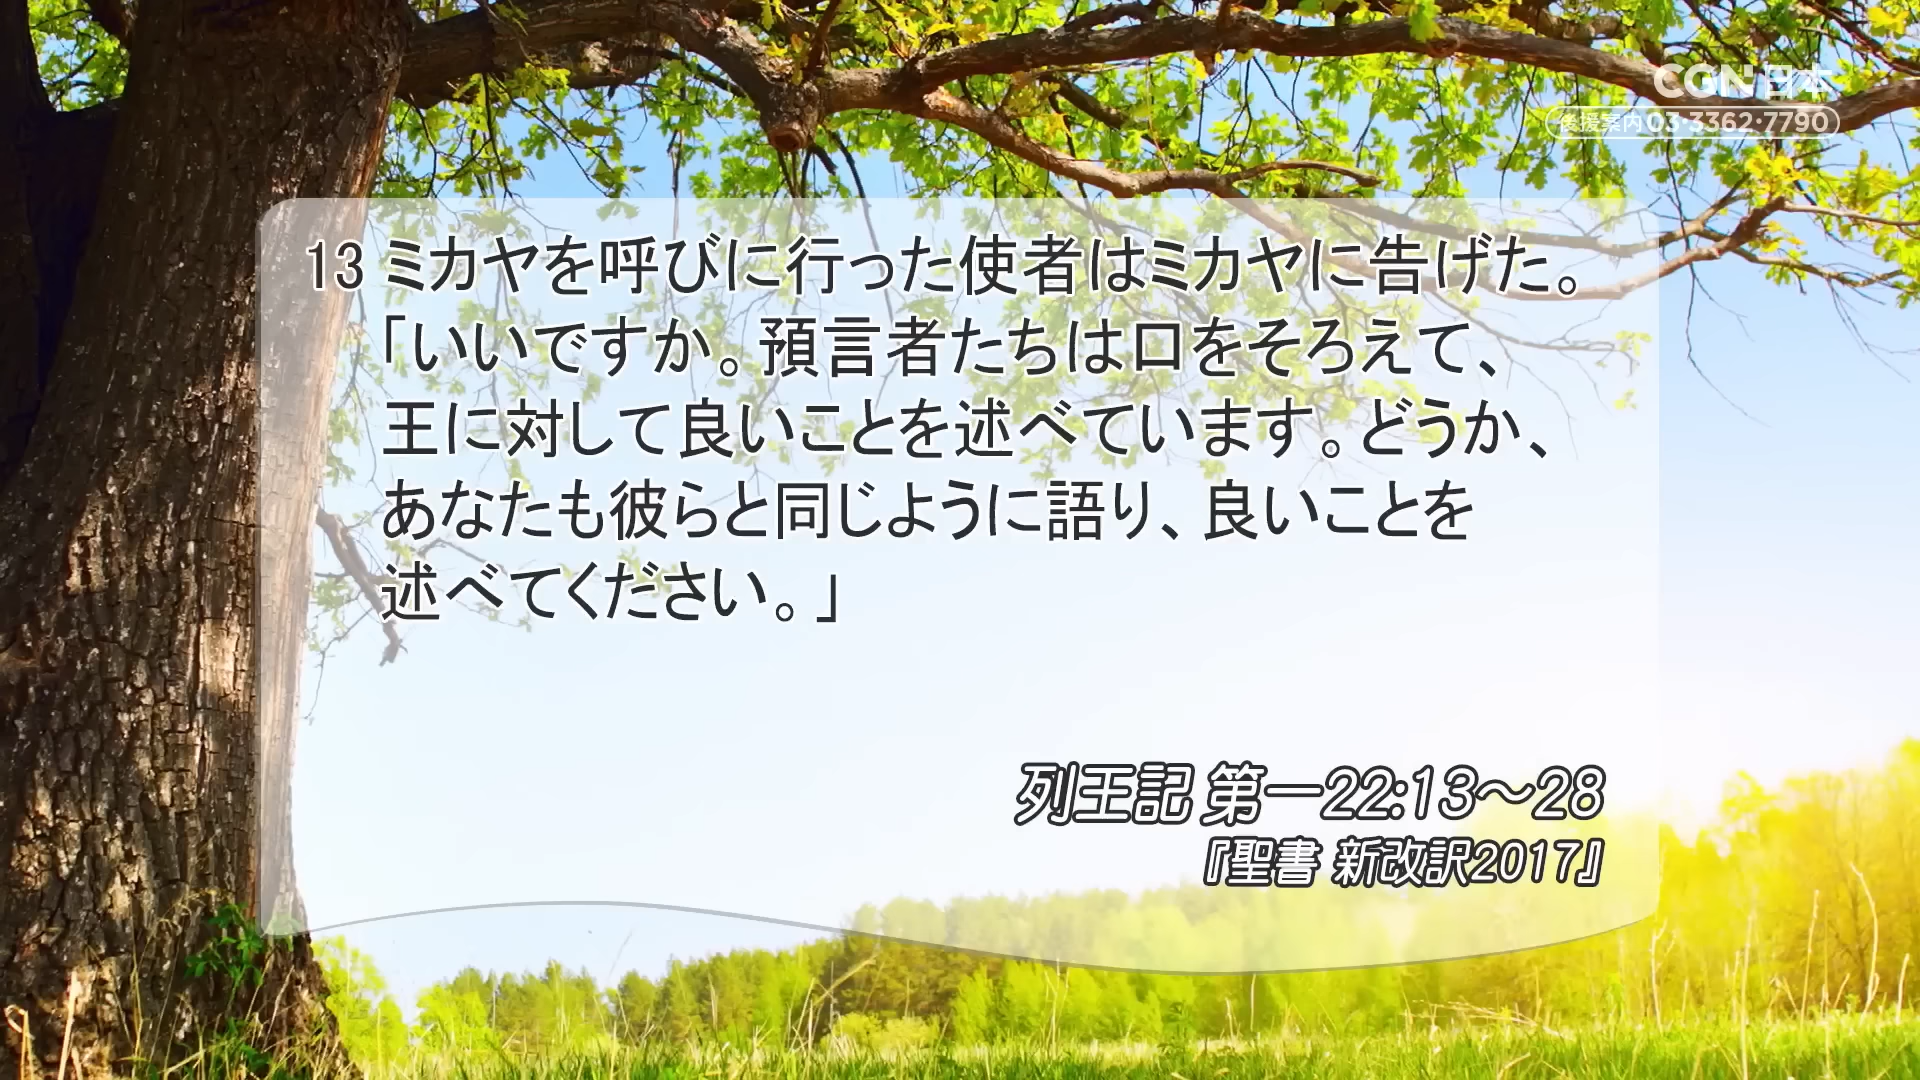 CGN日本
後援案内 03·3362·7790
13 ミカヤを呼びに行った使者はミカヤに告げた。
「いいですか。預言者たちは口をそろえて、
王に対して良いことを述べています。どうか、
あなたも彼らと同じように語り、良いことを
述べてください。」
列王記 第一22:13～28
『聖書 新改訳2017』